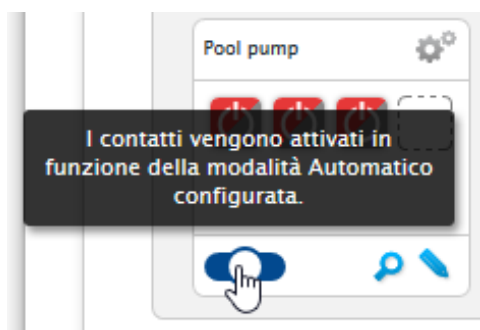 Pool pump
I contatti vengono attivati in
funzione della modalità Automatico
configurata.